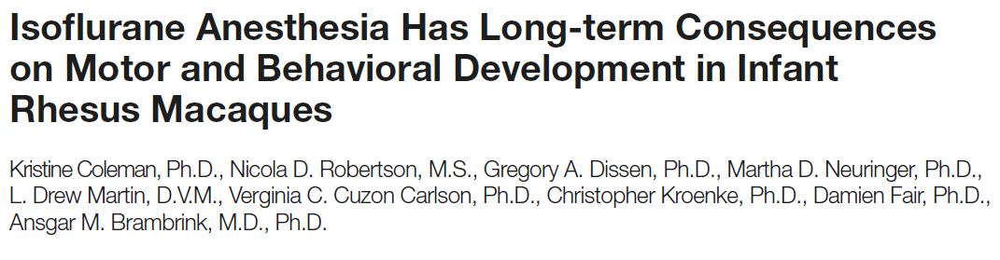 Isoflurane Anesthesia Has Long-term Consequences
on Motor and Behavioral Development in Infant
Rhesus Macaques
Kristine Coleman, Ph.D., Nicola D. Robertson, M.S., Gregory A. Dissen, Ph.D., Martha D. Neuringer, Ph.D.,
L. Drew Martin, D.V.M., Verginia C. Cuzon Carlson, Ph.D., Christopher Kroenke, Ph.D., Damien Fair, Ph.D.,
Ansgar M. Brambrink, M.D., Ph.D.